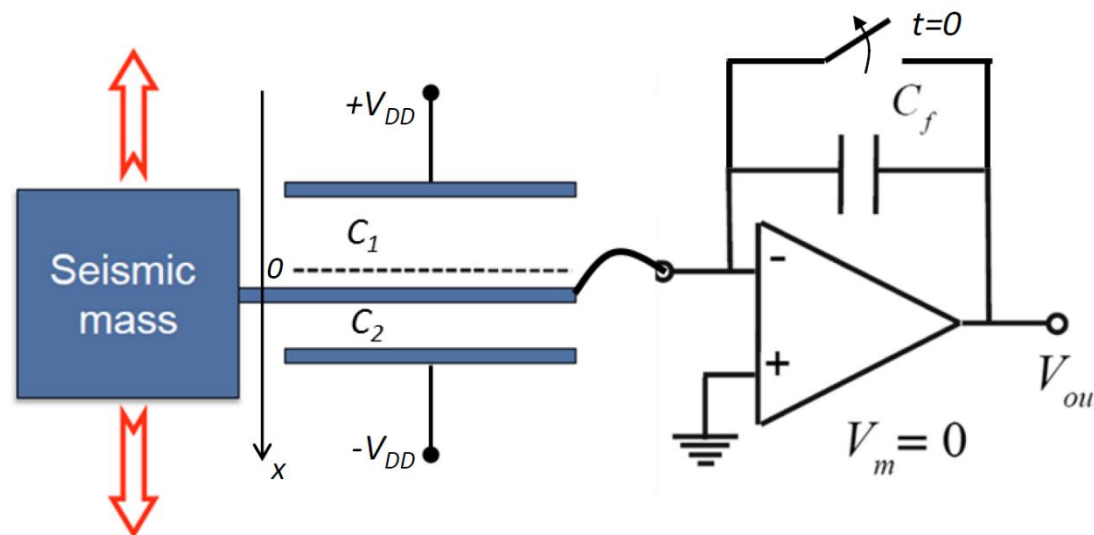 t=0
+V_DD
C_f
C_1
Seismic
mass
0
-
C_2
+
V_ou
-V_DD
x
V_m = 0